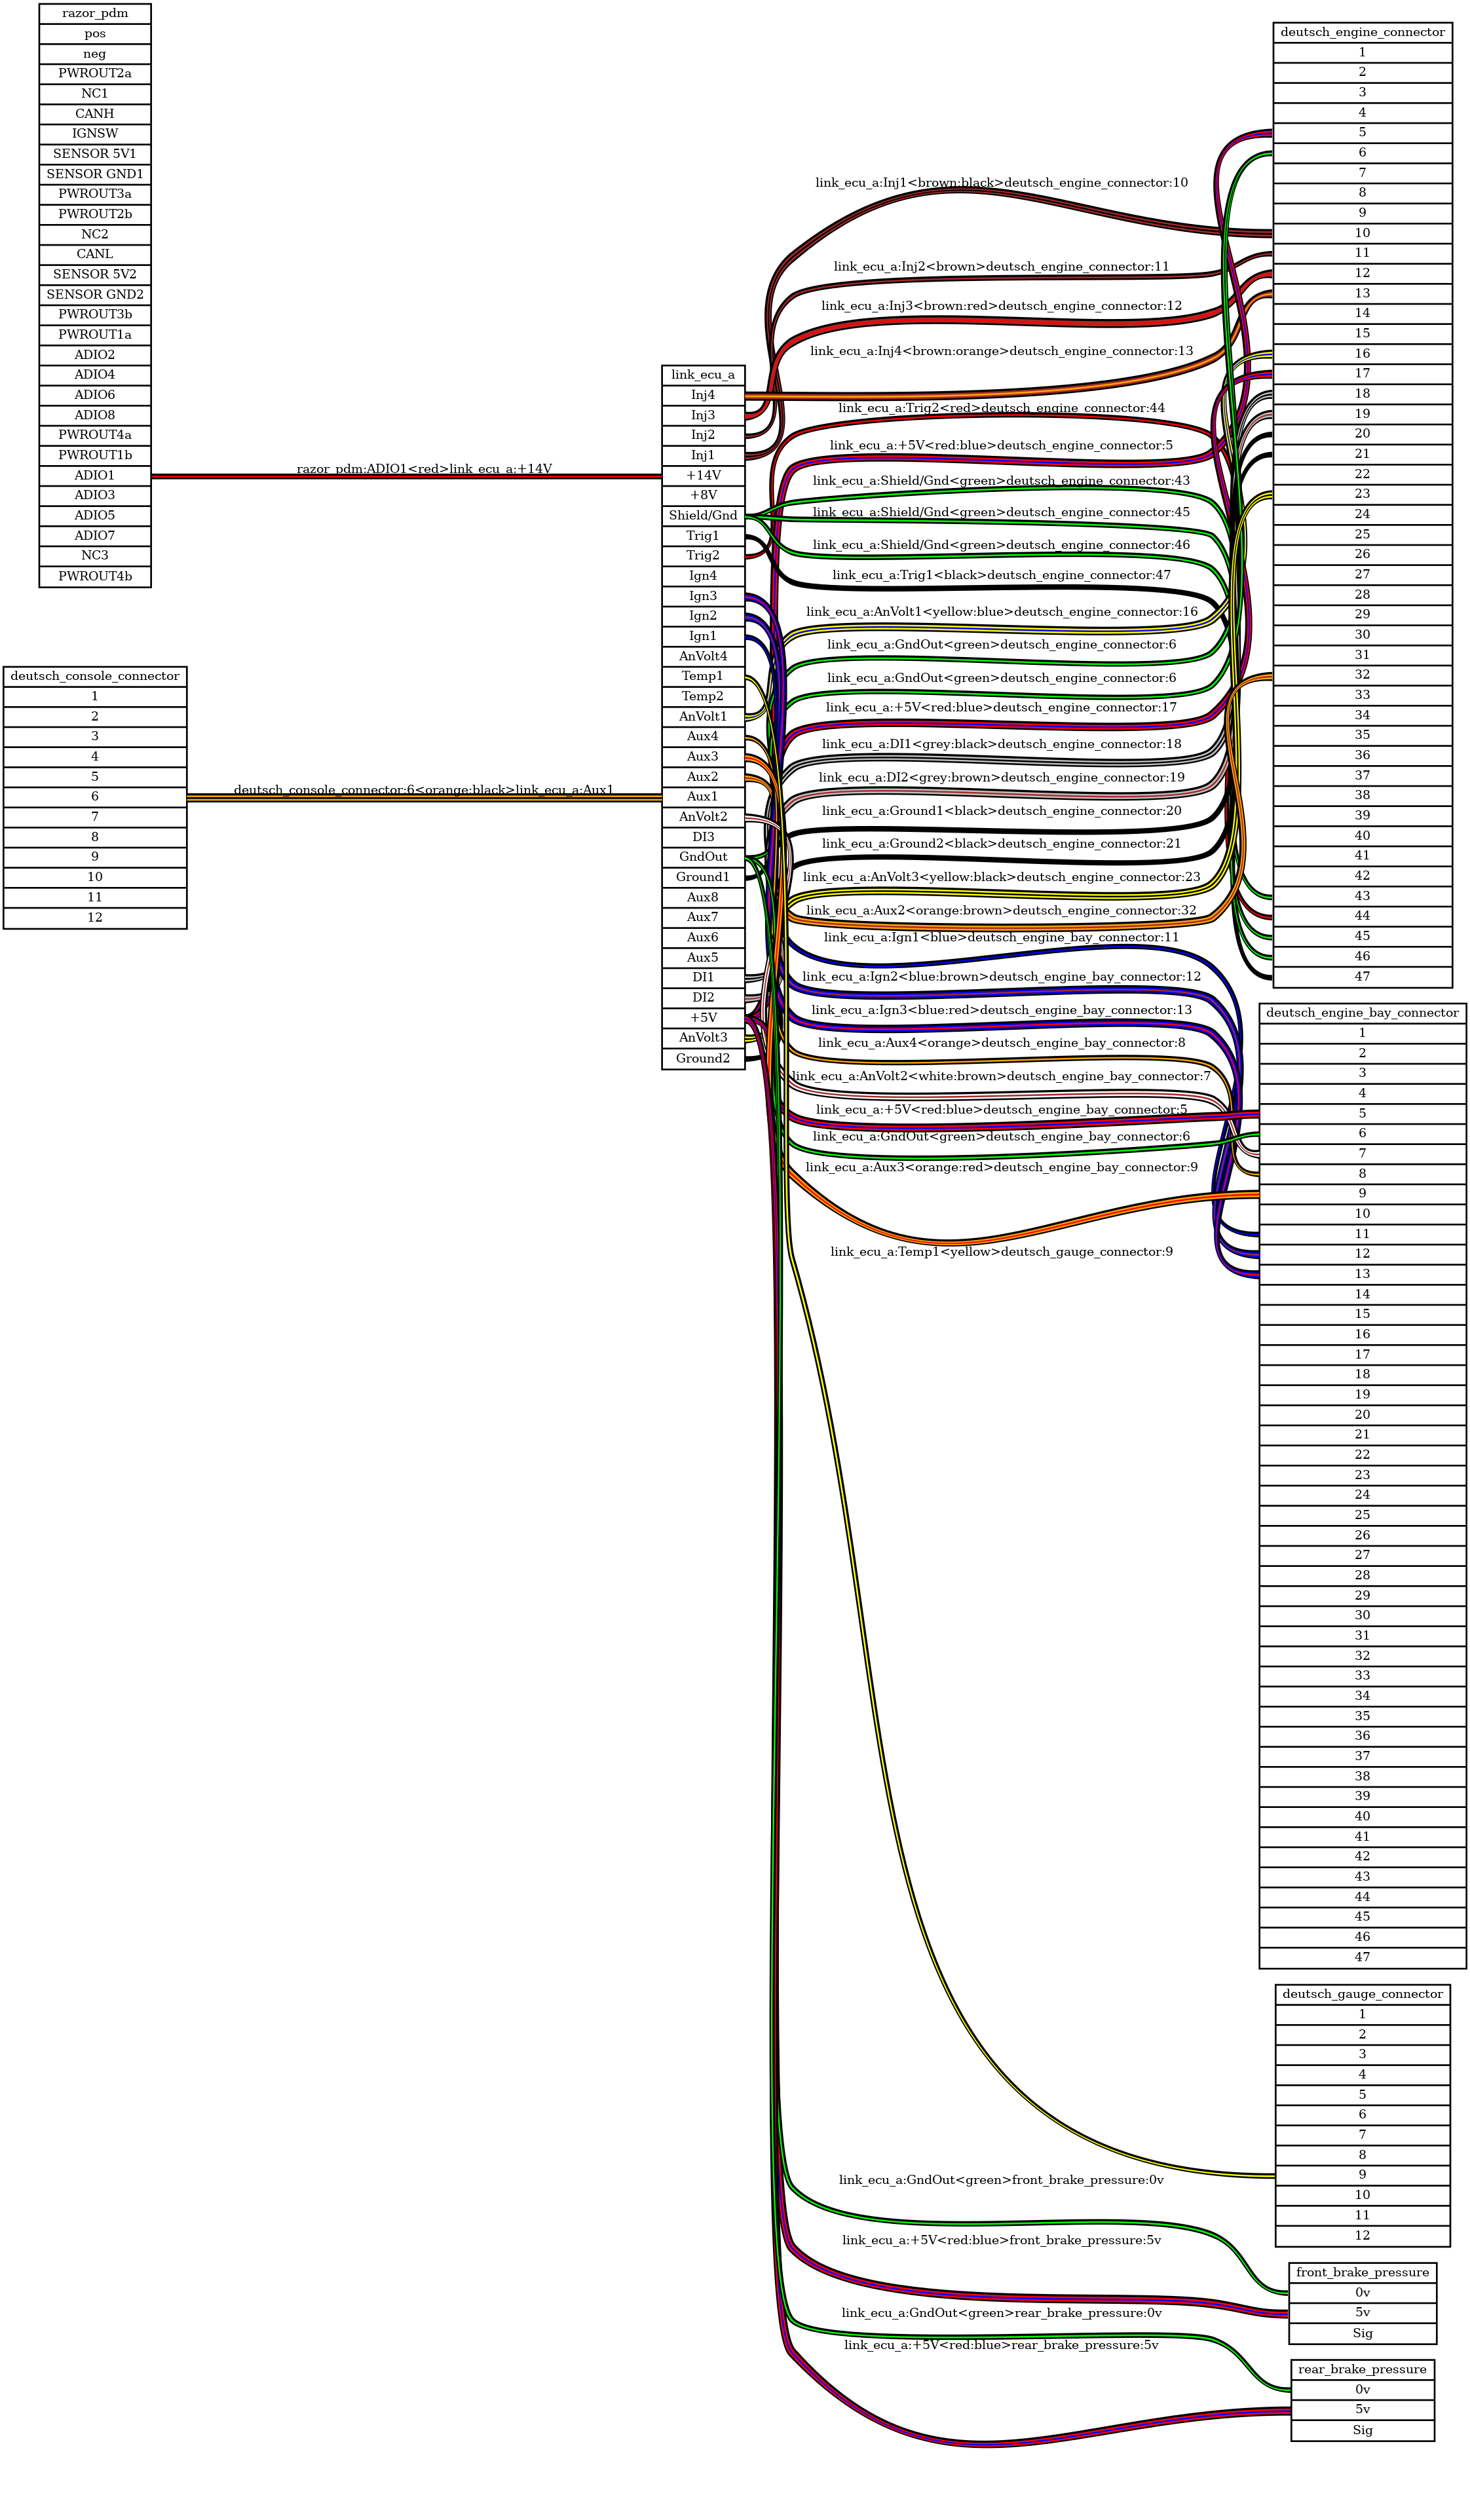 razor_pdm
pos
neg
PWROUT2a
NC1
CANH
IGNSW
SENSOR 5V1
SENSOR GND1
PWROUT3a
PWROUT2b
NC2
CANL
SENSOR 5V2
SENSOR GND2
PWROUT3b
PWROUT1a
ADIO2
ADIO4
ADIO6
ADIO8
PWROUT4a
PWROUT1b
ADIO1
ADIO3
ADIO5
ADIO7
NC3
PWROUT4b
deutsch_console_connector
1
2
3
4
5
6
7
8
9
10
11
12
razor_pdm:ADIO1<red>link_ecu_a:+14V
deutsch_console_connector:6<orange:black>link_ecu_a:Aux1
link_ecu_a
Inj4
Inj3
Inj2
Inj1
+14V
+8V
Shield/Gnd
Trig1
Trig2
Ign4
Ign3
Ign2
Ign1
AnVolt4
Temp1
Temp2
AnVolt1
Aux4
Aux3
Aux2
Aux1
AnVolt2
DI3
GndOut
Ground1
Aux8
Aux7
Aux6
Aux5
DI1
DI2
+5V
AnVolt3
Ground2
link_ecu_a:Inj1<brown:black>deutsch_engine_connector:10
link_ecu_a:Inj2<brown>deutsch_engine_connector:11
link_ecu_a:Inj3<brown:red>deutsch_engine_connector:12
link_ecu_a:Inj4<brown:orange>deutsch_engine_connector:13
link_ecu_a:Trig2<red>deutsch_engine_connector:44
link_ecu_a:+5V<red:blue>deutsch_engine_connector:5
link_ecu_a:Shield/Gnd<green>deutsch_engine_connector:43
link_ecu_a:Shield/Gnd<green>deutsch_engine_connector:45
link_ecu_a:Shield/Gnd<green>deutsch_engine_connector:46
link_ecu_a:Trig1<black>deutsch_engine_connector:47
link_ecu_a:AnVolt1<yellow:blue>deutsch_engine_connector:16
link_ecu_a:GndOut<green>deutsch_engine_connector:6
link_ecu_a:GndOut<green>deutsch_engine_connector:6
link_ecu_a:+5V<red:blue>deutsch_engine_connector:17
link_ecu_a:DI1<grey:black>deutsch_engine_connector:18
link_ecu_a:DI2<grey:brown>deutsch_engine_connector:19
link_ecu_a:Ground1<black>deutsch_engine_connector:20
link_ecu_a:Ground2<black>deutsch_engine_connector:21
link_ecu_a:AnVolt3<yellow:black>deutsch_engine_connector:23
link_ecu_a:Aux2<orange:brown>deutsch_engine_connector:32
link_ecu_a:Ign1<blue>deutsch_engine_bay_connector:11
link_ecu_a:Ign2<blue:brown>deutsch_engine_bay_connector:12
link_ecu_a:Ign3<blue:red>deutsch_engine_bay_connector:13
link_ecu_a:Aux4<orange>deutsch_engine_bay_connector:8
link_ecu_a:AnVolt2<white:brown>deutsch_engine_bay_connector:7
link_ecu_a:+5V<red:blue>deutsch_engine_bay_connector:5
link_ecu_a:GndOut<green>deutsch_engine_bay_connector:6
link_ecu_a:Aux3<orange:red>deutsch_engine_bay_connector:9
link_ecu_a:Temp1<yellow>deutsch_gauge_connector:9
link_ecu_a:GndOut<green>front_brake_pressure:0v
link_ecu_a:+5V<red:blue>front_brake_pressure:5v
link_ecu_a:GndOut<green>rear_brake_pressure:0v
link_ecu_a:+5V<red:blue>rear_brake_pressure:5v
deutsch_engine_connector
1
2
3
4
5
6
7
8
9
10
11
12
13
14
15
16
17
18
19
20
21
22
23
24
25
26
27
28
29
30
31
32
33
34
35
36
37
38
39
40
41
42
43
44
45
46
47
deutsch_engine_bay_connector
1
2
3
4
5
6
7
8
9
10
11
12
13
14
15
16
17
18
19
20
21
22
23
24
25
26
27
28
29
30
31
32
33
34
35
36
37
38
39
40
41
42
43
44
45
46
47
deutsch_gauge_connector
1
2
3
4
5
6
7
8
9
10
11
12
front_brake_pressure
0v
5v
Sig
rear_brake_pressure
0v
5v
Sig